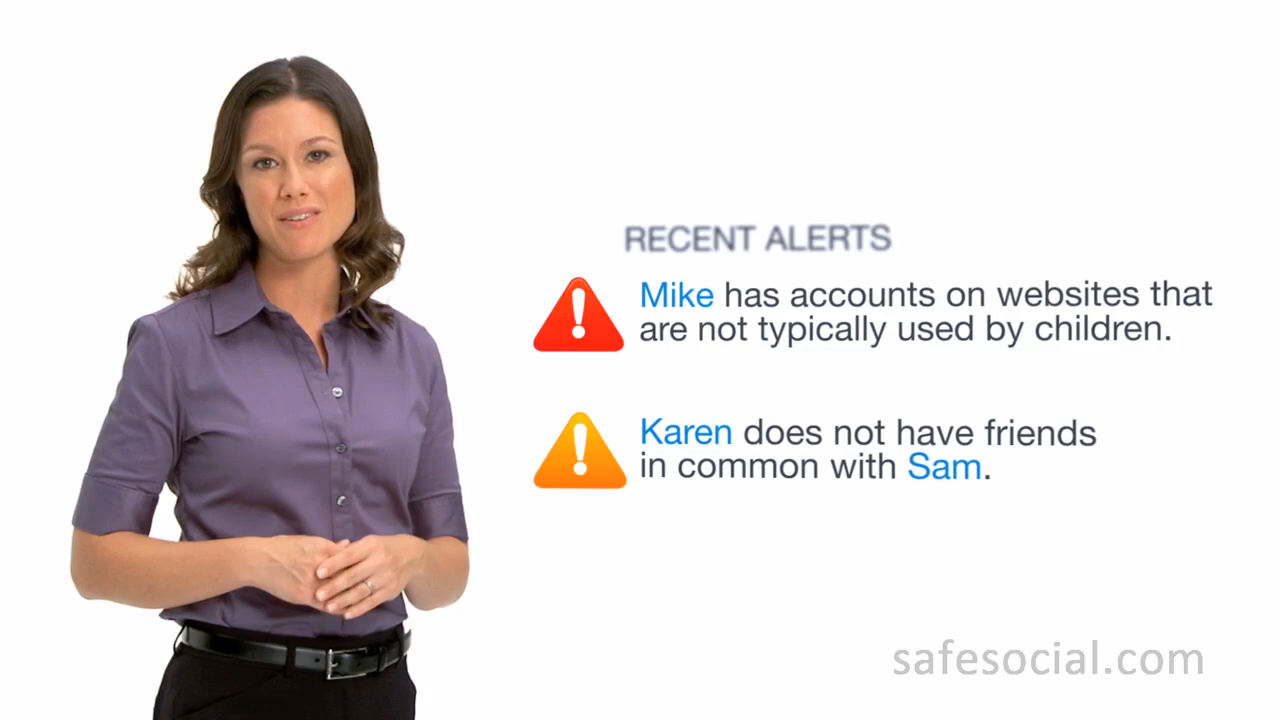 RECENT ALERTS
Mike has accounts on websites that
are not typically used by children.
Karen does not have friends
in common with Sam.
safesocial.com